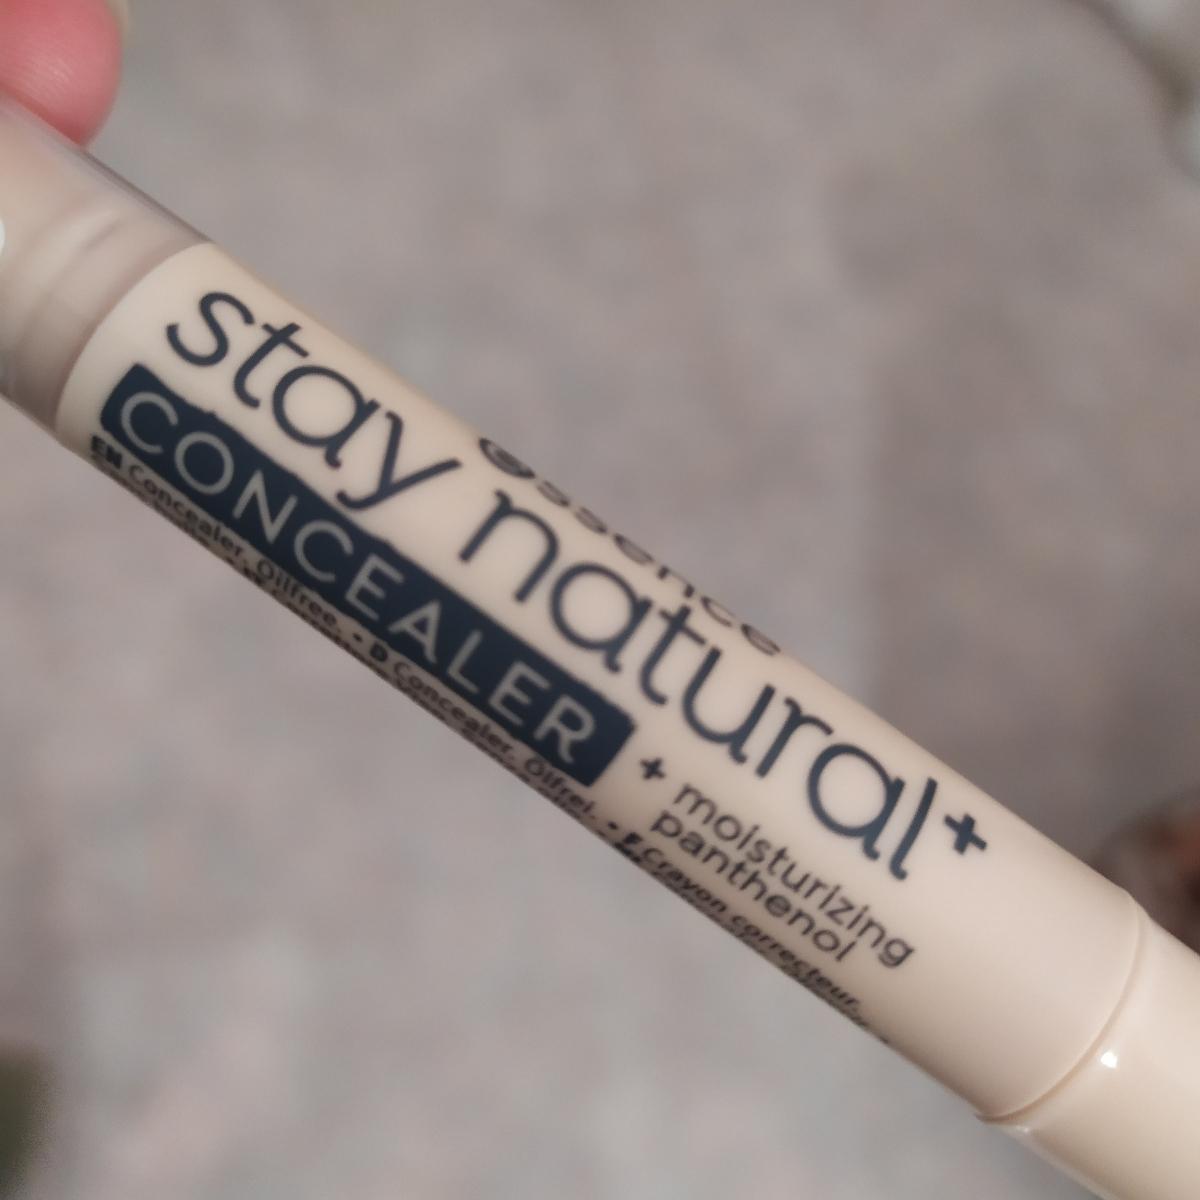 essence
stay natural+
CONCEALER
+ moisturizing
panthenol
EN Concealer. Oilfree. • D Concealer. Ölfrei. • F Crayon correcteur.